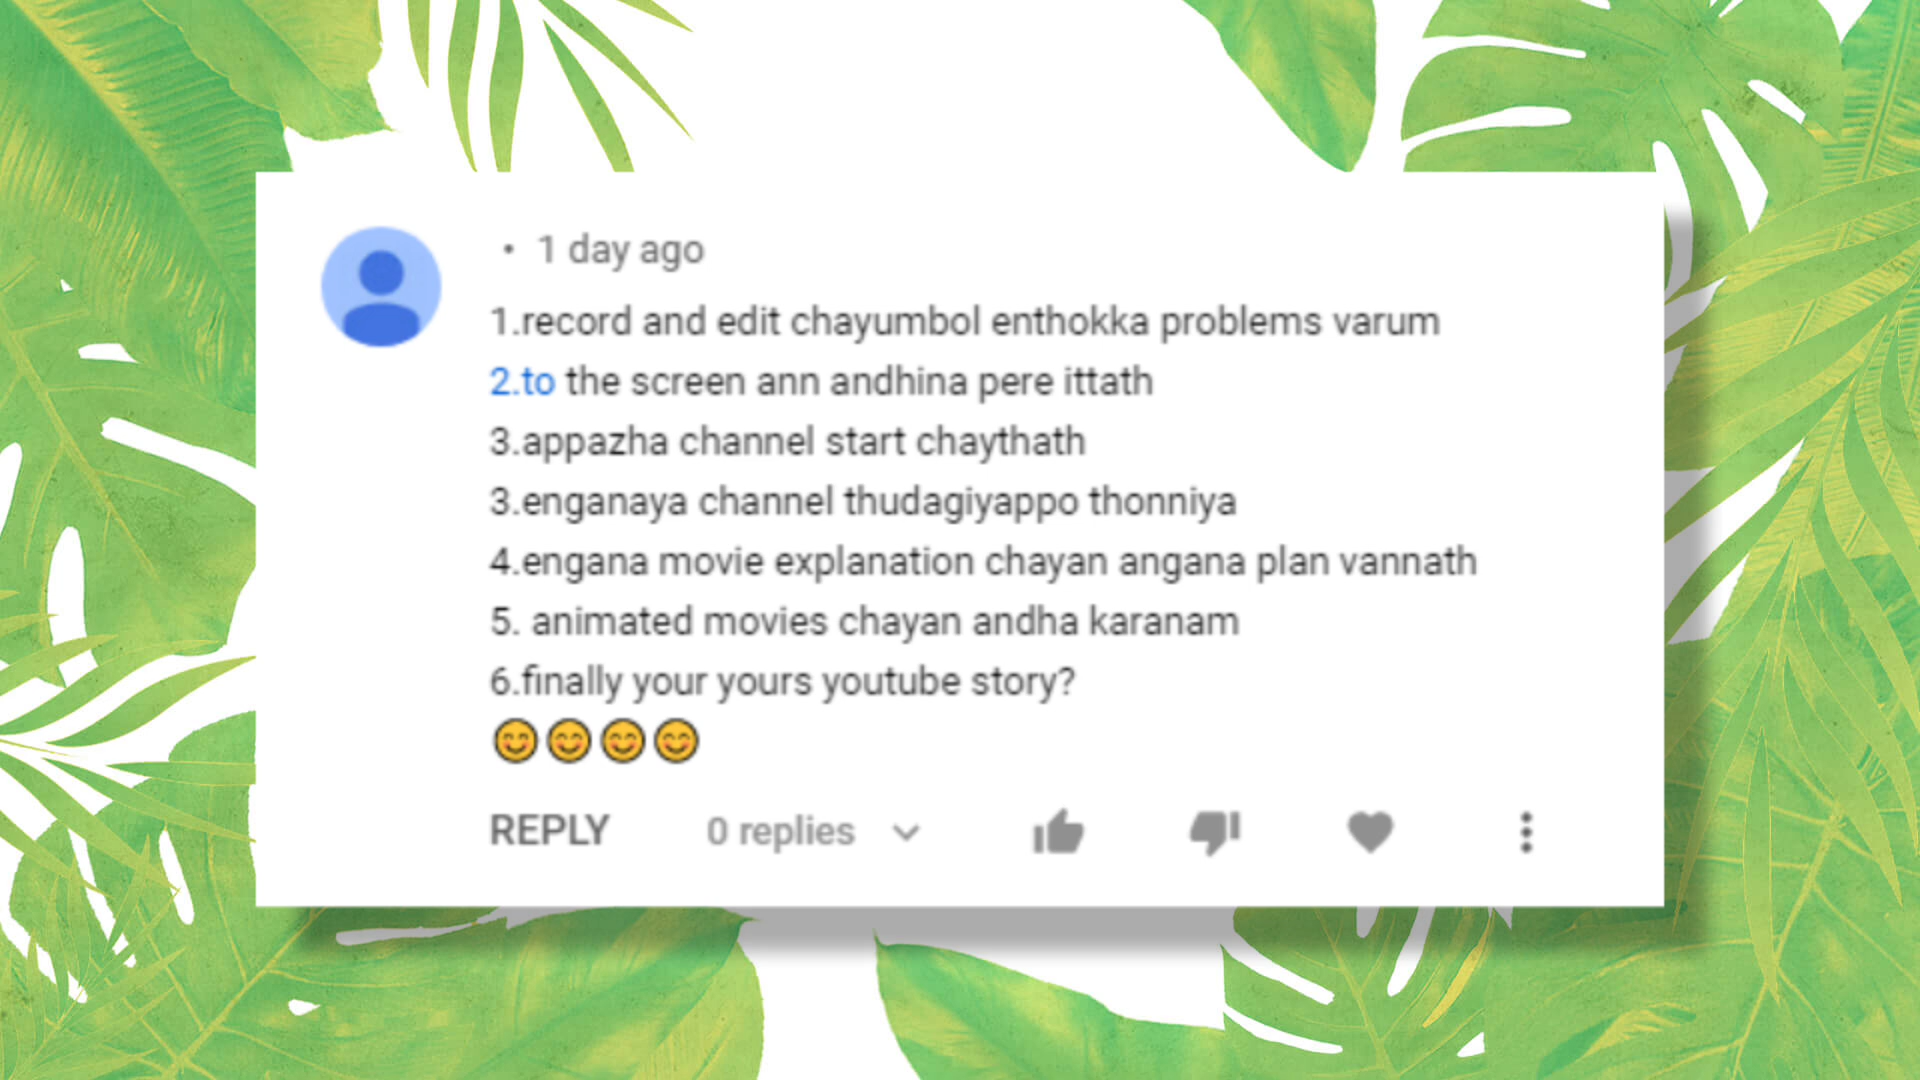 • 1 day ago
1.record and edit chayumbol enthokka problems varum
2.to the screen ann andhina pere ittath
3.appazha channel start chaythath
3.enganaya channel thudagiyappo thonniya
4.engana movie explanation chayan angana plan vannath
5. animated movies chayan andha karanam
6.finally your yours youtube story?
😊😊😊😊
REPLY 0 replies